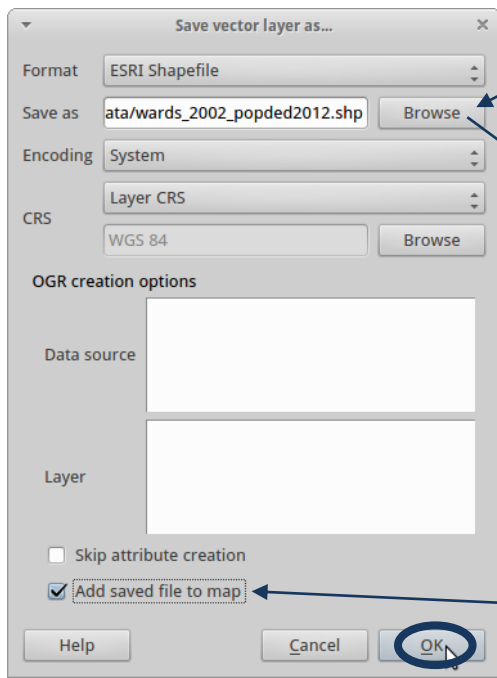 Save vector layer as...
Format ESRI Shapefile
Save as ata/wards_2002_popded2012.shp Browse
Encoding System
Layer CRS
CRS
WGS 84 Browse
OGR creation options
Data source
Layer
Skip attribute creation
Add saved file to map
Help Cancel OK